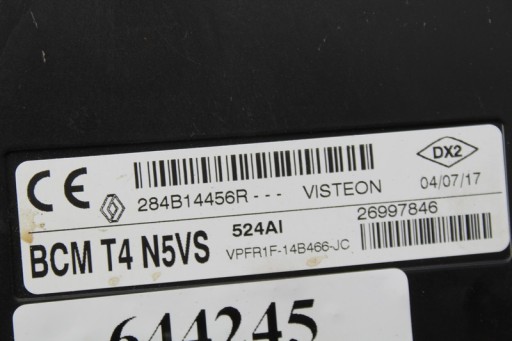 CE 284B14456R - - - VISTEON 04/07/17
DX2
BCM T4 N5VS 524AI 26997846
VPFR1F-14B466-JC
644245